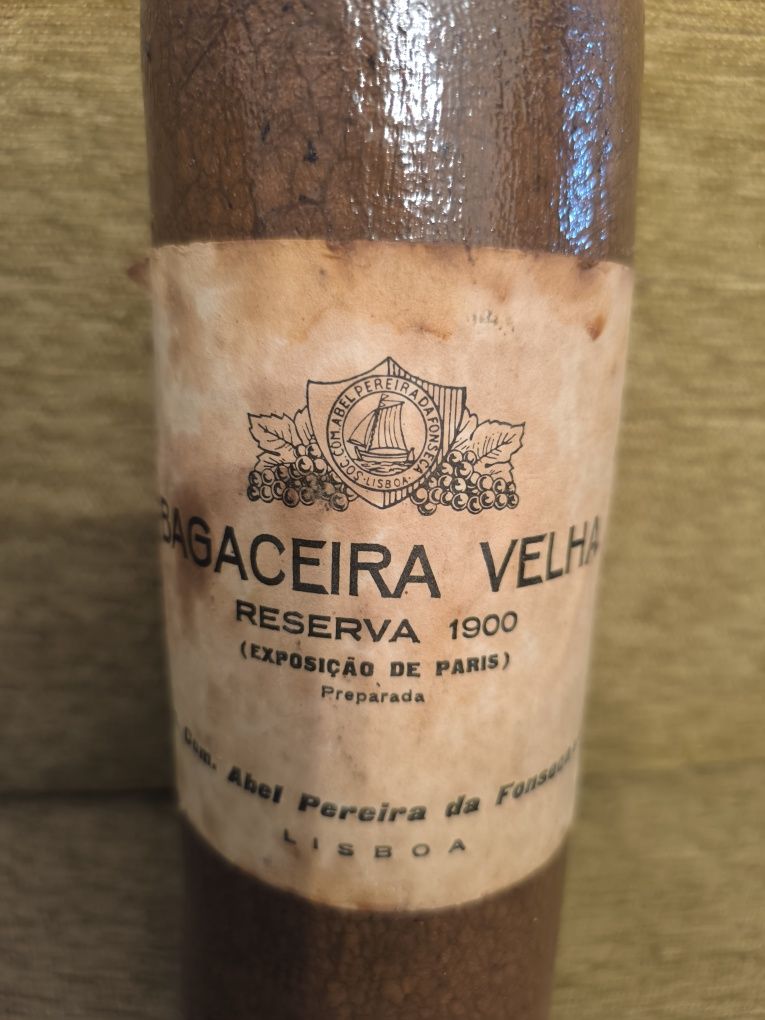 SOC. COM. ABEL PEREIRA DA FONSECA
LISBOA
BAGACEIRA VELHA
RESERVA 1900
(EXPOSIÇÃO DE PARIS)
Preparada
Com. Abel Pereira da Fonseca
LISBOA